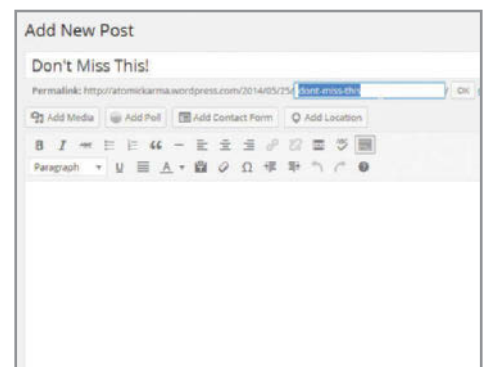 Add New Post
Don't Miss This!
Permalink: http://atomickarma.wordpress.com/2014/05/25/ dont-miss-this / OK
Add Media Add Poll Add Contact Form Add Location
B I ABC “ —
Paragraph U A Ω